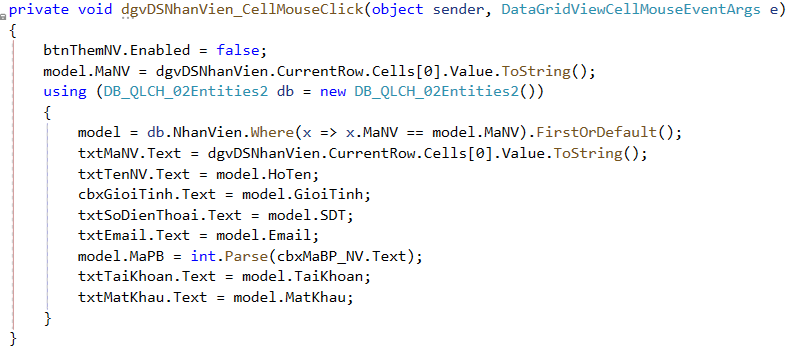 private void dgvDSNhanVien_CellMouseClick(object sender, DataGridViewCellMouseEventArgs e)
{
    btnThemNV.Enabled = false;
    model.MaNV = dgvDSNhanVien.CurrentRow.Cells[0].Value.ToString();
    using (DB_QLCH_02Entities2 db = new DB_QLCH_02Entities2())
    {
        model = db.NhanVien.Where(x => x.MaNV == model.MaNV).FirstOrDefault();
        txtMaNV.Text = dgvDSNhanVien.CurrentRow.Cells[0].Value.ToString();
        txtTenNV.Text = model.HoTen;
        cbxGioiTinh.Text = model.GioiTinh;
        txtSoDienThoai.Text = model.SDT;
        txtEmail.Text = model.Email;
        model.MaPB = int.Parse(cbxMaBP_NV.Text);
        txtTaiKhoan.Text = model.TaiKhoan;
        txtMatKhau.Text = model.MatKhau;
    }
}